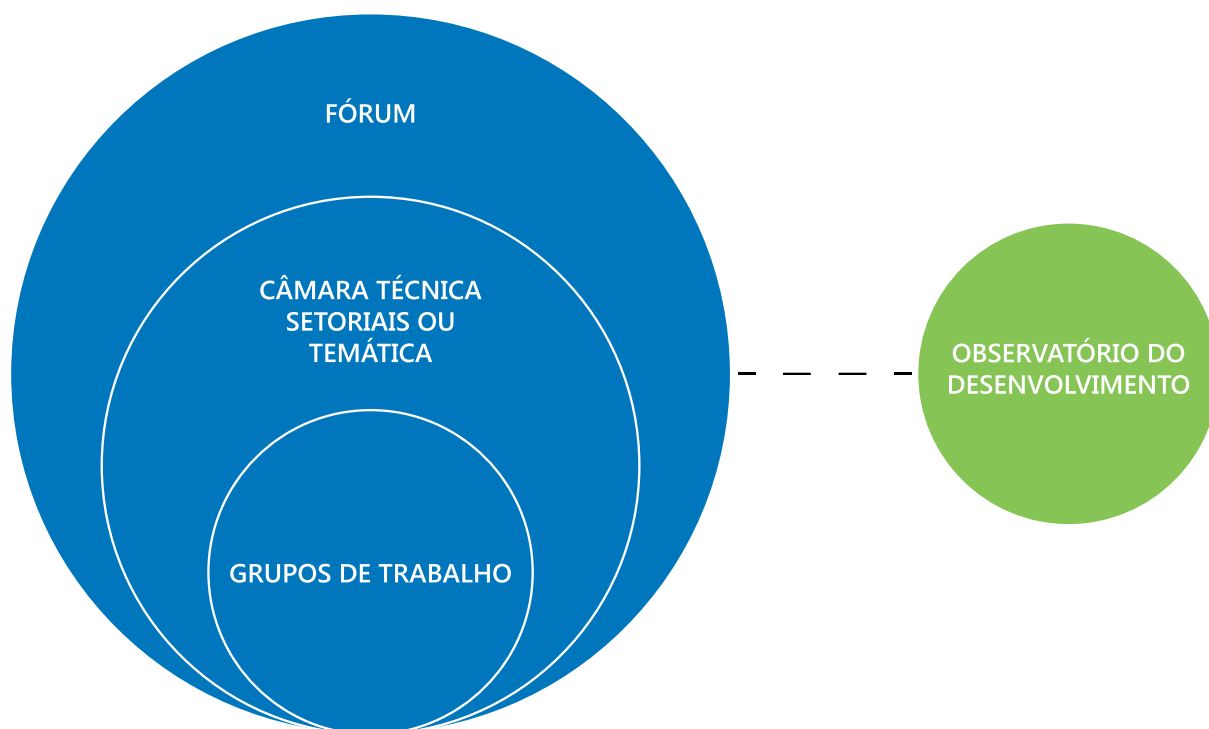 FÓRUM
CÂMARA TÉCNICA
SETORIAIS OU
TEMÁTICA
GRUPOS DE TRABALHO
OBSERVATÓRIO DO
DESENVOLVIMENTO